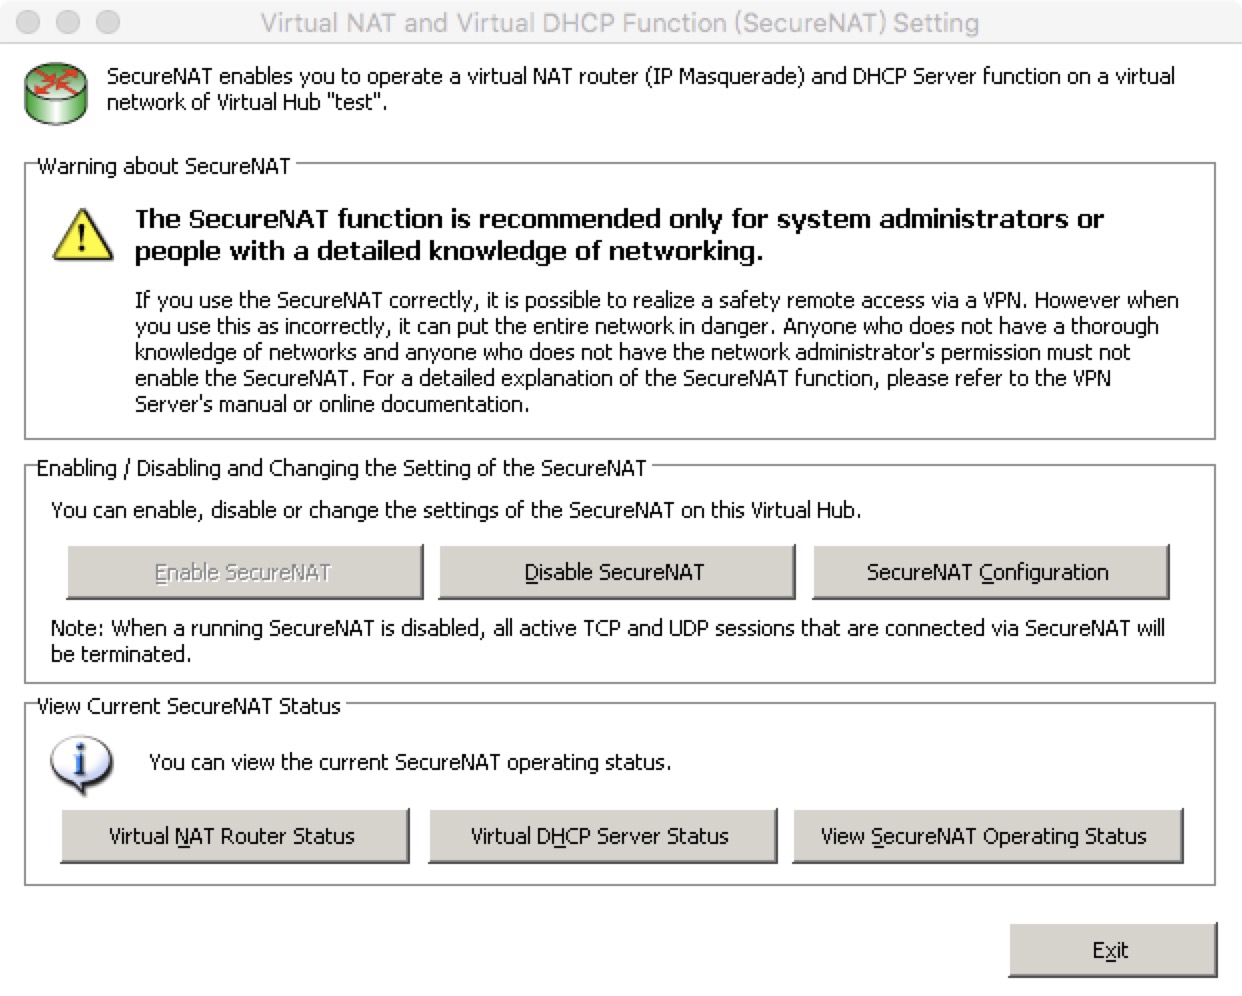 Virtual NAT and Virtual DHCP Function (SecureNAT) Setting
SecureNAT enables you to operate a virtual NAT router (IP Masquerade) and DHCP Server function on a virtual
network of Virtual Hub "test".
Warning about SecureNAT
The SecureNAT function is recommended only for system administrators or
people with a detailed knowledge of networking.
If you use the SecureNAT correctly, it is possible to realize a safety remote access via a VPN. However when
you use this as incorrectly, it can put the entire network in danger. Anyone who does not have a thorough
knowledge of networks and anyone who does not have the network administrator's permission must not
enable the SecureNAT. For a detailed explanation of the SecureNAT function, please refer to the VPN
Server's manual or online documentation.
Enabling / Disabling and Changing the Setting of the SecureNAT
You can enable, disable or change the settings of the SecureNAT on this Virtual Hub.
Enable SecureNAT
Disable SecureNAT
SecureNAT Configuration
Note: When a running SecureNAT is disabled, all active TCP and UDP sessions that are connected via SecureNAT will
be terminated.
View Current SecureNAT Status
You can view the current SecureNAT operating status.
Virtual NAT Router Status
Virtual DHCP Server Status
View SecureNAT Operating Status
Exit